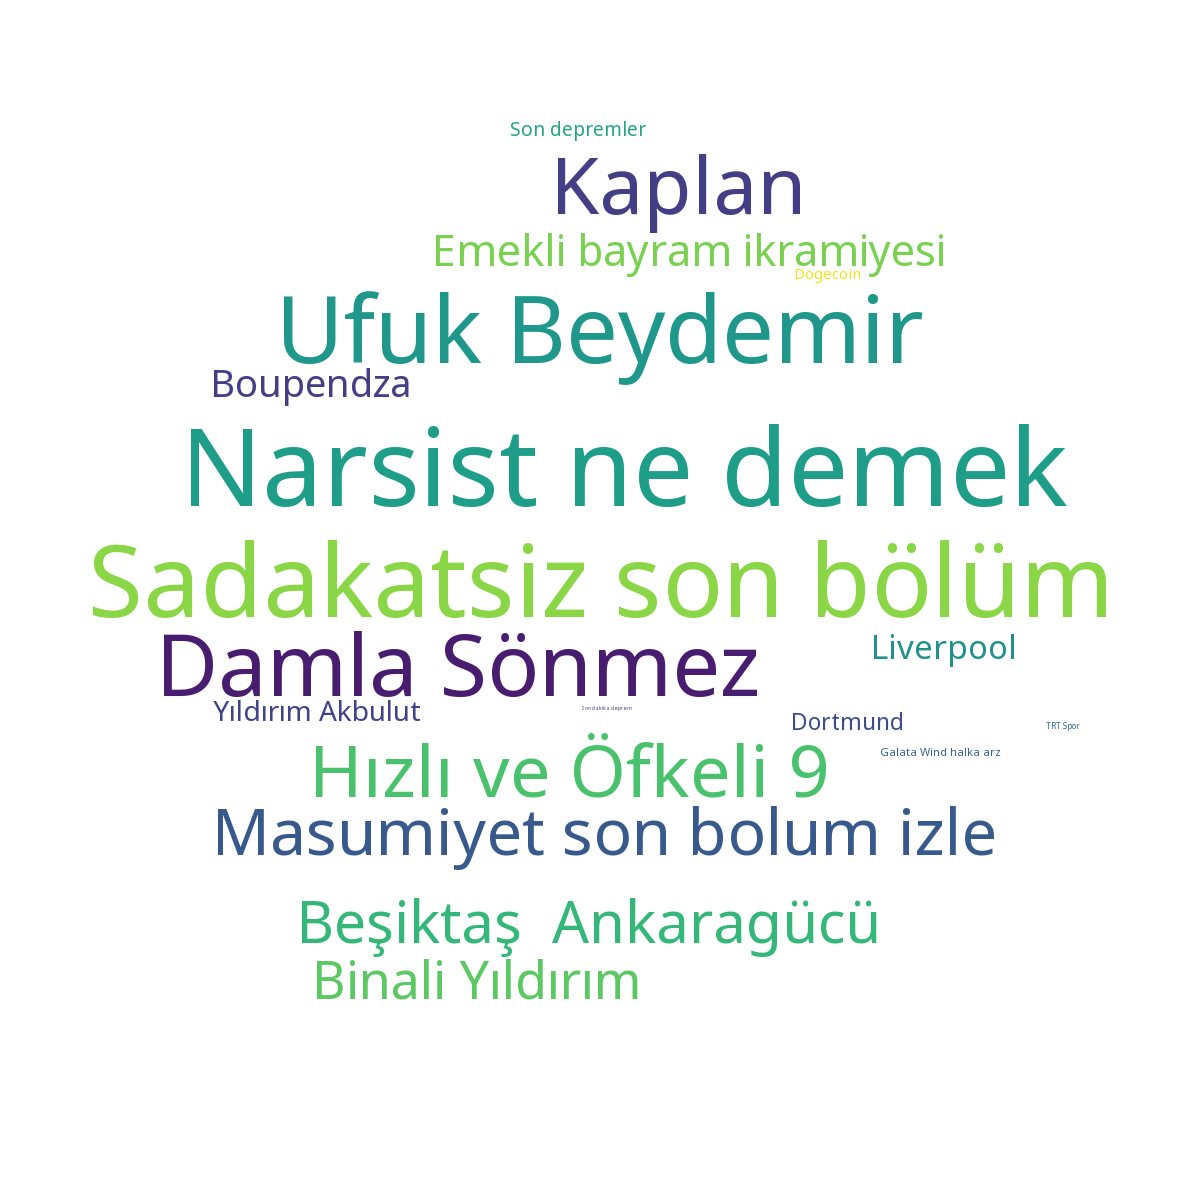 Son depremler
Kaplan
Emekli bayram ikramiyesi
Dogecoin
Ufuk Beydemir
Boupendza
Narsist ne demek
Sadakatsiz son bölüm
Damla Sönmez
Liverpool
Yıldırım Akbulut
Son dakika deprem
Dortmund
TRT Spor
Hızlı ve Öfkeli 9
Galata Wind halka arz
Masumiyet son bolum izle
Beşiktaş  Ankaragücü
Binali Yıldırım